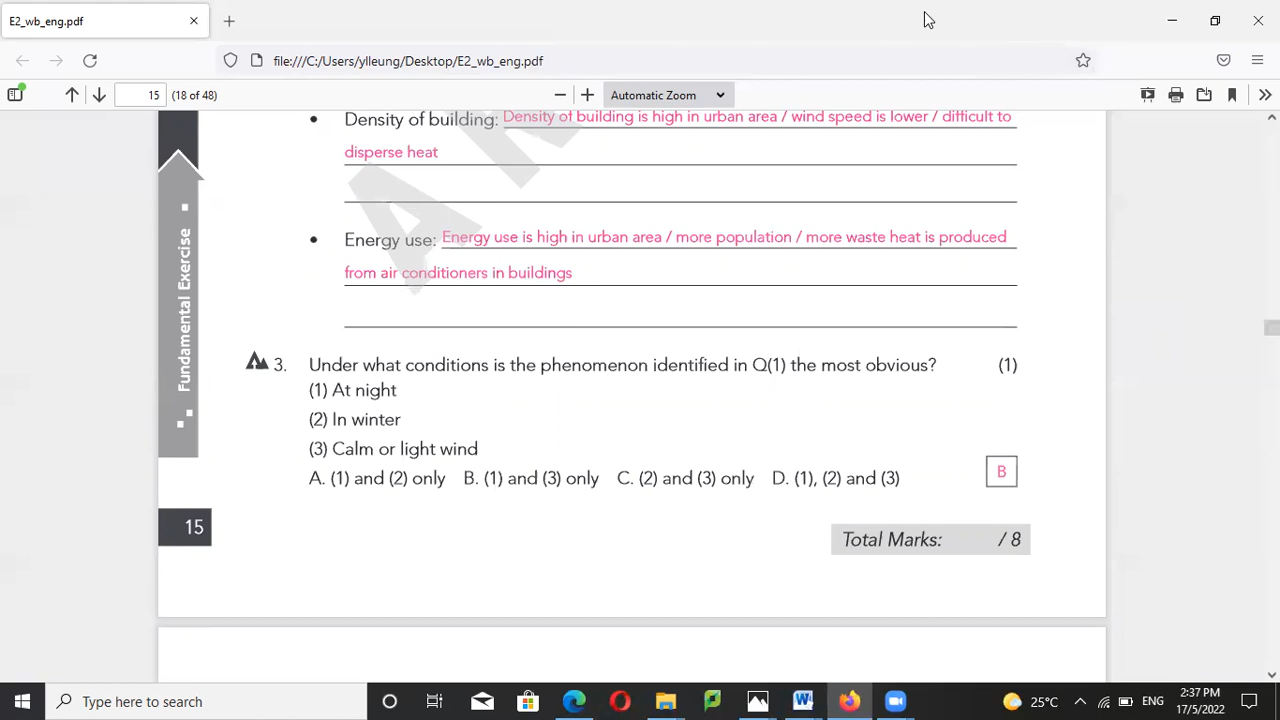 E2_wb_eng.pdf
file:///C:/Users/ylleung/Desktop/E2_wb_eng.pdf
15 (18 of 48) Automatic Zoom
Density of building: Density of building is high in urban area / wind speed is lower / difficult to
disperse heat
Energy use: Energy use is high in urban area / more population / more waste heat is produced
from air conditioners in buildings
Fundamental Exercise
3. Under what conditions is the phenomenon identified in Q(1) the most obvious? (1)
(1) At night
(2) In winter
(3) Calm or light wind
A. (1) and (2) only B. (1) and (3) only C. (2) and (3) only D. (1), (2) and (3)
B
15
Total Marks: / 8
Type here to search
25°C ENG
2:37 PM
17/5/2022